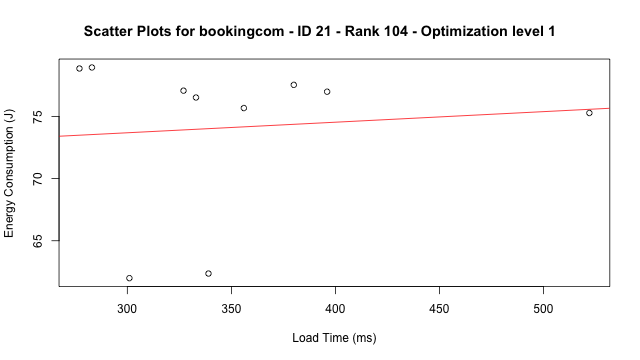 Scatter Plots for bookingcom - ID 21 - Rank 104 - Optimization level 1
Energy Consumption (J)
75
70
65
300 350 400 450 500
Load Time (ms)